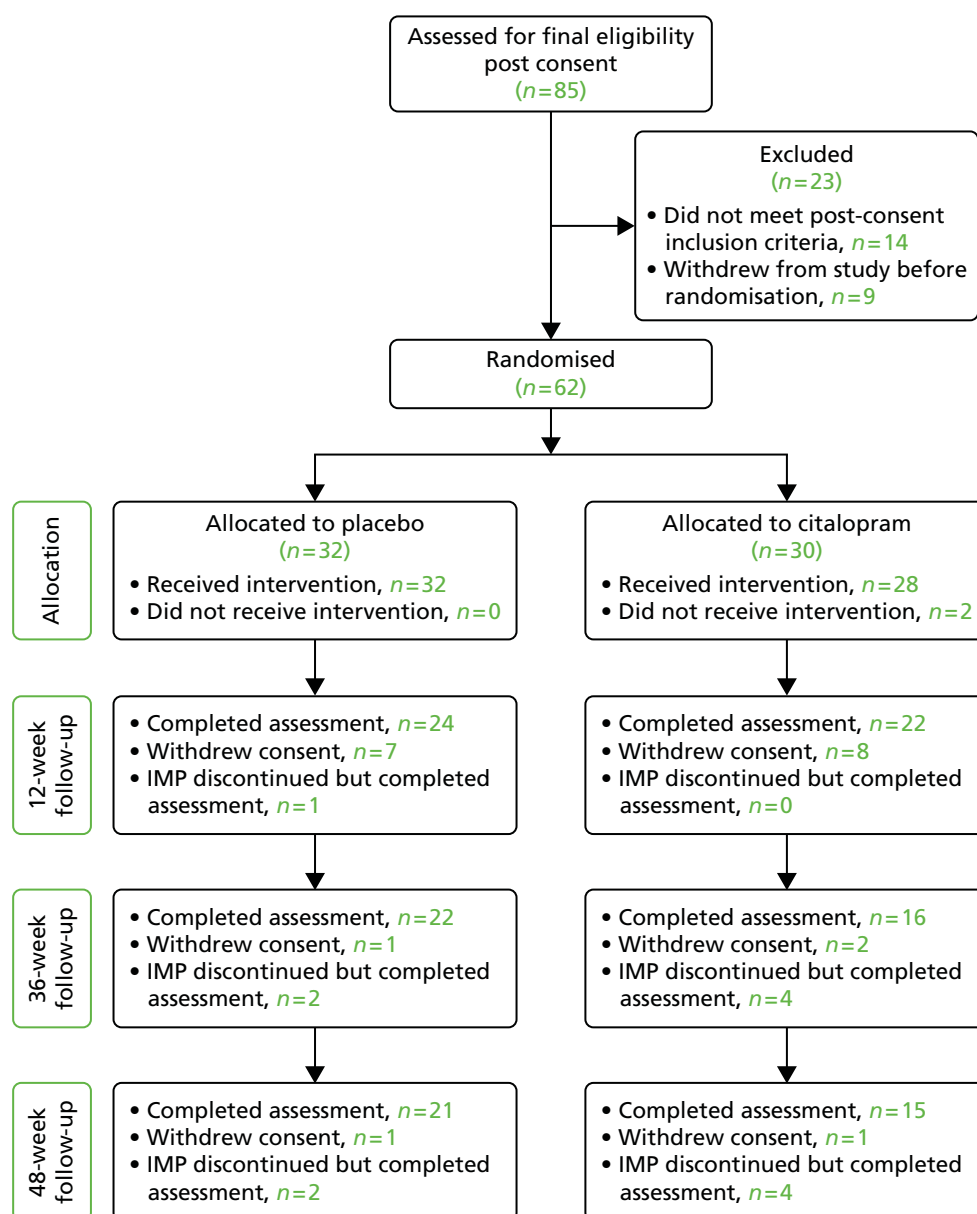 Assessed for final eligibility
post consent
(n=85)
Excluded
(n=23)
• Did not meet post-consent
inclusion criteria, n=14
• Withdrew from study before
randomisation, n=9
Randomised
(n=62)
Allocation
Allocated to placebo
(n=32)
• Received intervention, n=32
• Did not receive intervention, n=0
Allocated to citalopram
(n=30)
• Received intervention, n=28
• Did not receive intervention, n=2
12-week
follow-up
• Completed assessment, n=24
• Withdrew consent, n=7
• IMP discontinued but completed
assessment, n=1
• Completed assessment, n=22
• Withdrew consent, n=8
• IMP discontinued but completed
assessment, n=0
36-week
follow-up
• Completed assessment, n=22
• Withdrew consent, n=1
• IMP discontinued but completed
assessment, n=2
• Completed assessment, n=16
• Withdrew consent, n=2
• IMP discontinued but completed
assessment, n=4
48-week
follow-up
• Completed assessment, n=21
• Withdrew consent, n=1
• IMP discontinued but completed
assessment, n=2
• Completed assessment, n=15
• Withdrew consent, n=1
• IMP discontinued but completed
assessment, n=4